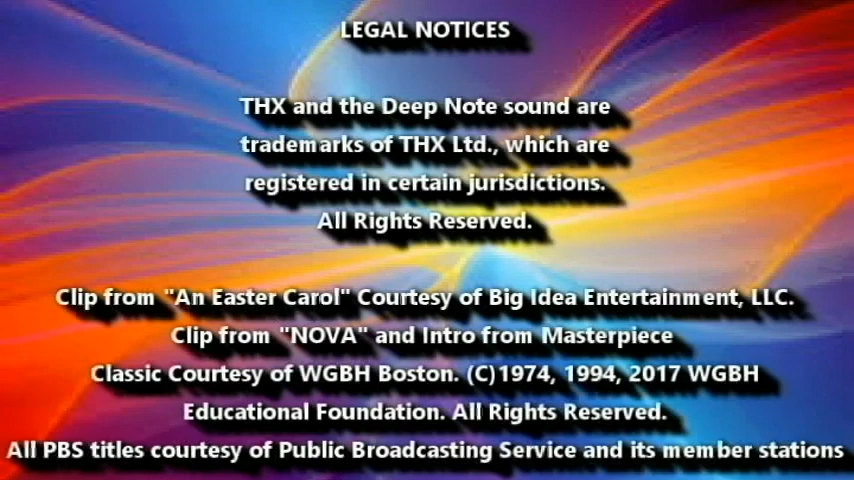 LEGAL NOTICES
THX and the Deep Note sound are
trademarks of THX Ltd., which are
registered in certain jurisdictions.
All Rights Reserved.
Clip from "An Easter Carol" Courtesy of Big Idea Entertainment, LLC.
Clip from "NOVA" and Intro from Masterpiece
Classic Courtesy of WGBH Boston. (C)1974, 1994, 2017 WGBH
Educational Foundation. All Rights Reserved.
All PBS titles courtesy of Public Broadcasting Service and its member stations